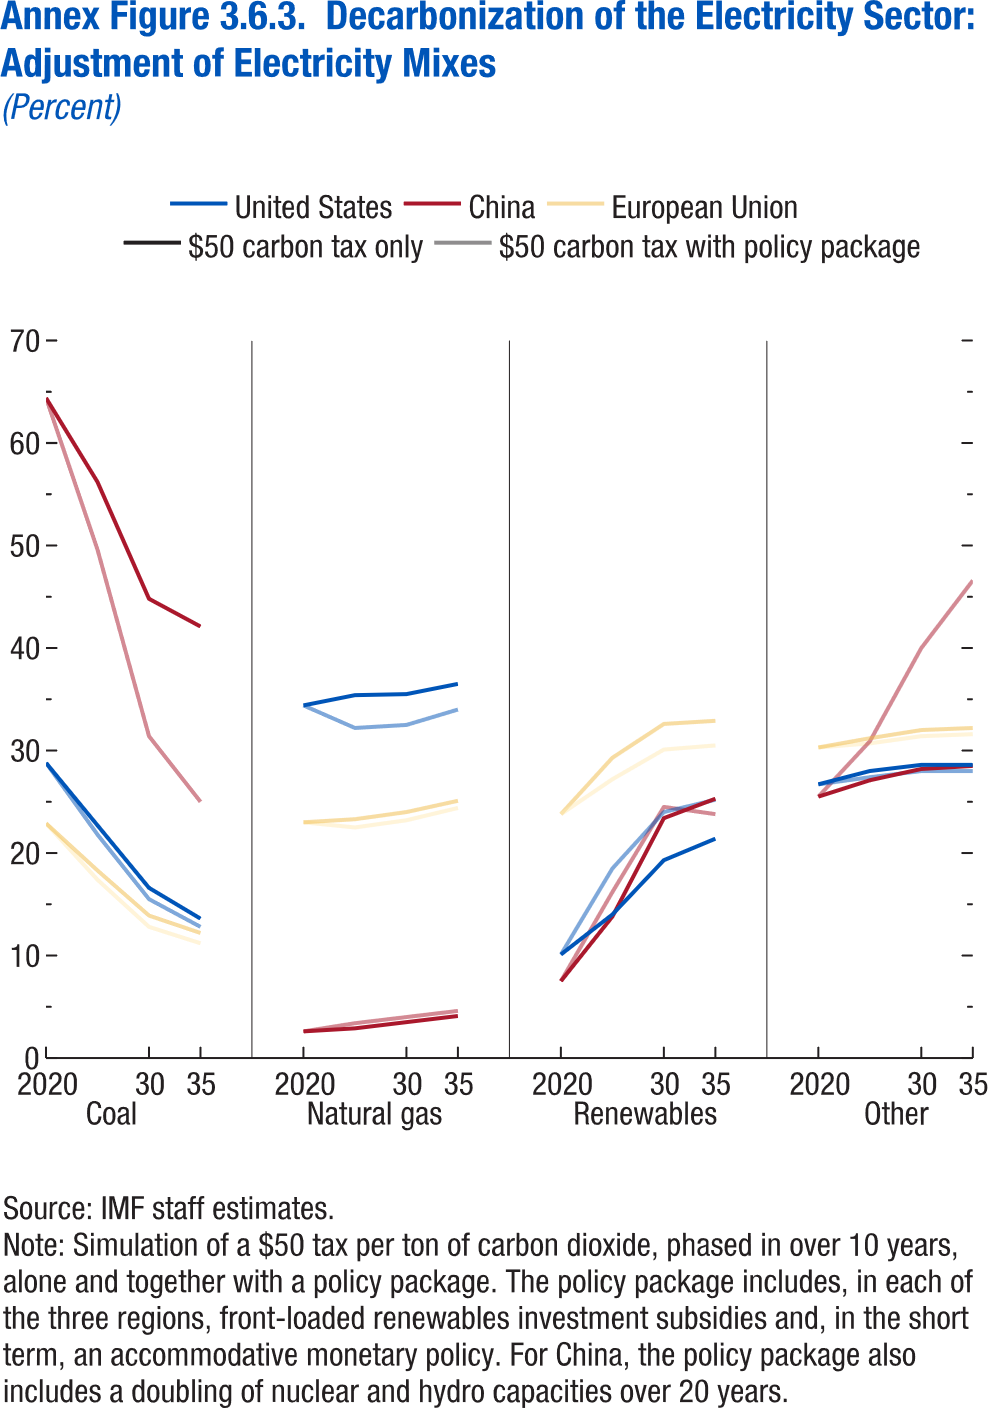 Annex Figure 3.6.3. Decarbonization of the Electricity Sector:
Adjustment of Electricity Mixes
(Percent)
United States China European Union
$50 carbon tax only $50 carbon tax with policy package
70
60
50
40
30
20
10
0
2020 30 35 2020 30 35 2020 30 35 2020 30 35
Coal Natural gas Renewables Other
Source: IMF staff estimates.
Note: Simulation of a $50 tax per ton of carbon dioxide, phased in over 10 years,
alone and together with a policy package. The policy package includes, in each of
the three regions, front-loaded renewables investment subsidies and, in the short
term, an accommodative monetary policy. For China, the policy package also
includes a doubling of nuclear and hydro capacities over 20 years.